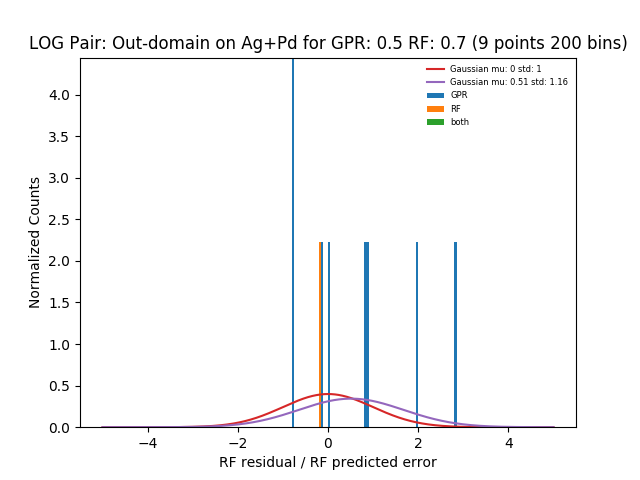 LOG Pair: Out-domain on Ag+Pd for GPR: 0.5 RF: 0.7 (9 points 200 bins)
Gaussian mu: 0 std: 1
Gaussian mu: 0.51 std: 1.16
GPR
RF
both
Normalized Counts
4.0
3.5
3.0
2.5
2.0
1.5
1.0
0.5
0.0
−4 −2 0 2 4
RF residual / RF predicted error